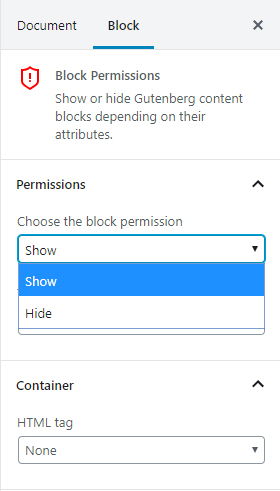 Document Block ✕
Block Permissions
Show or hide Gutenberg content
blocks depending on their
attributes.
Permissions
Choose the block permission
Show
Show
Hide
Container
HTML tag
None